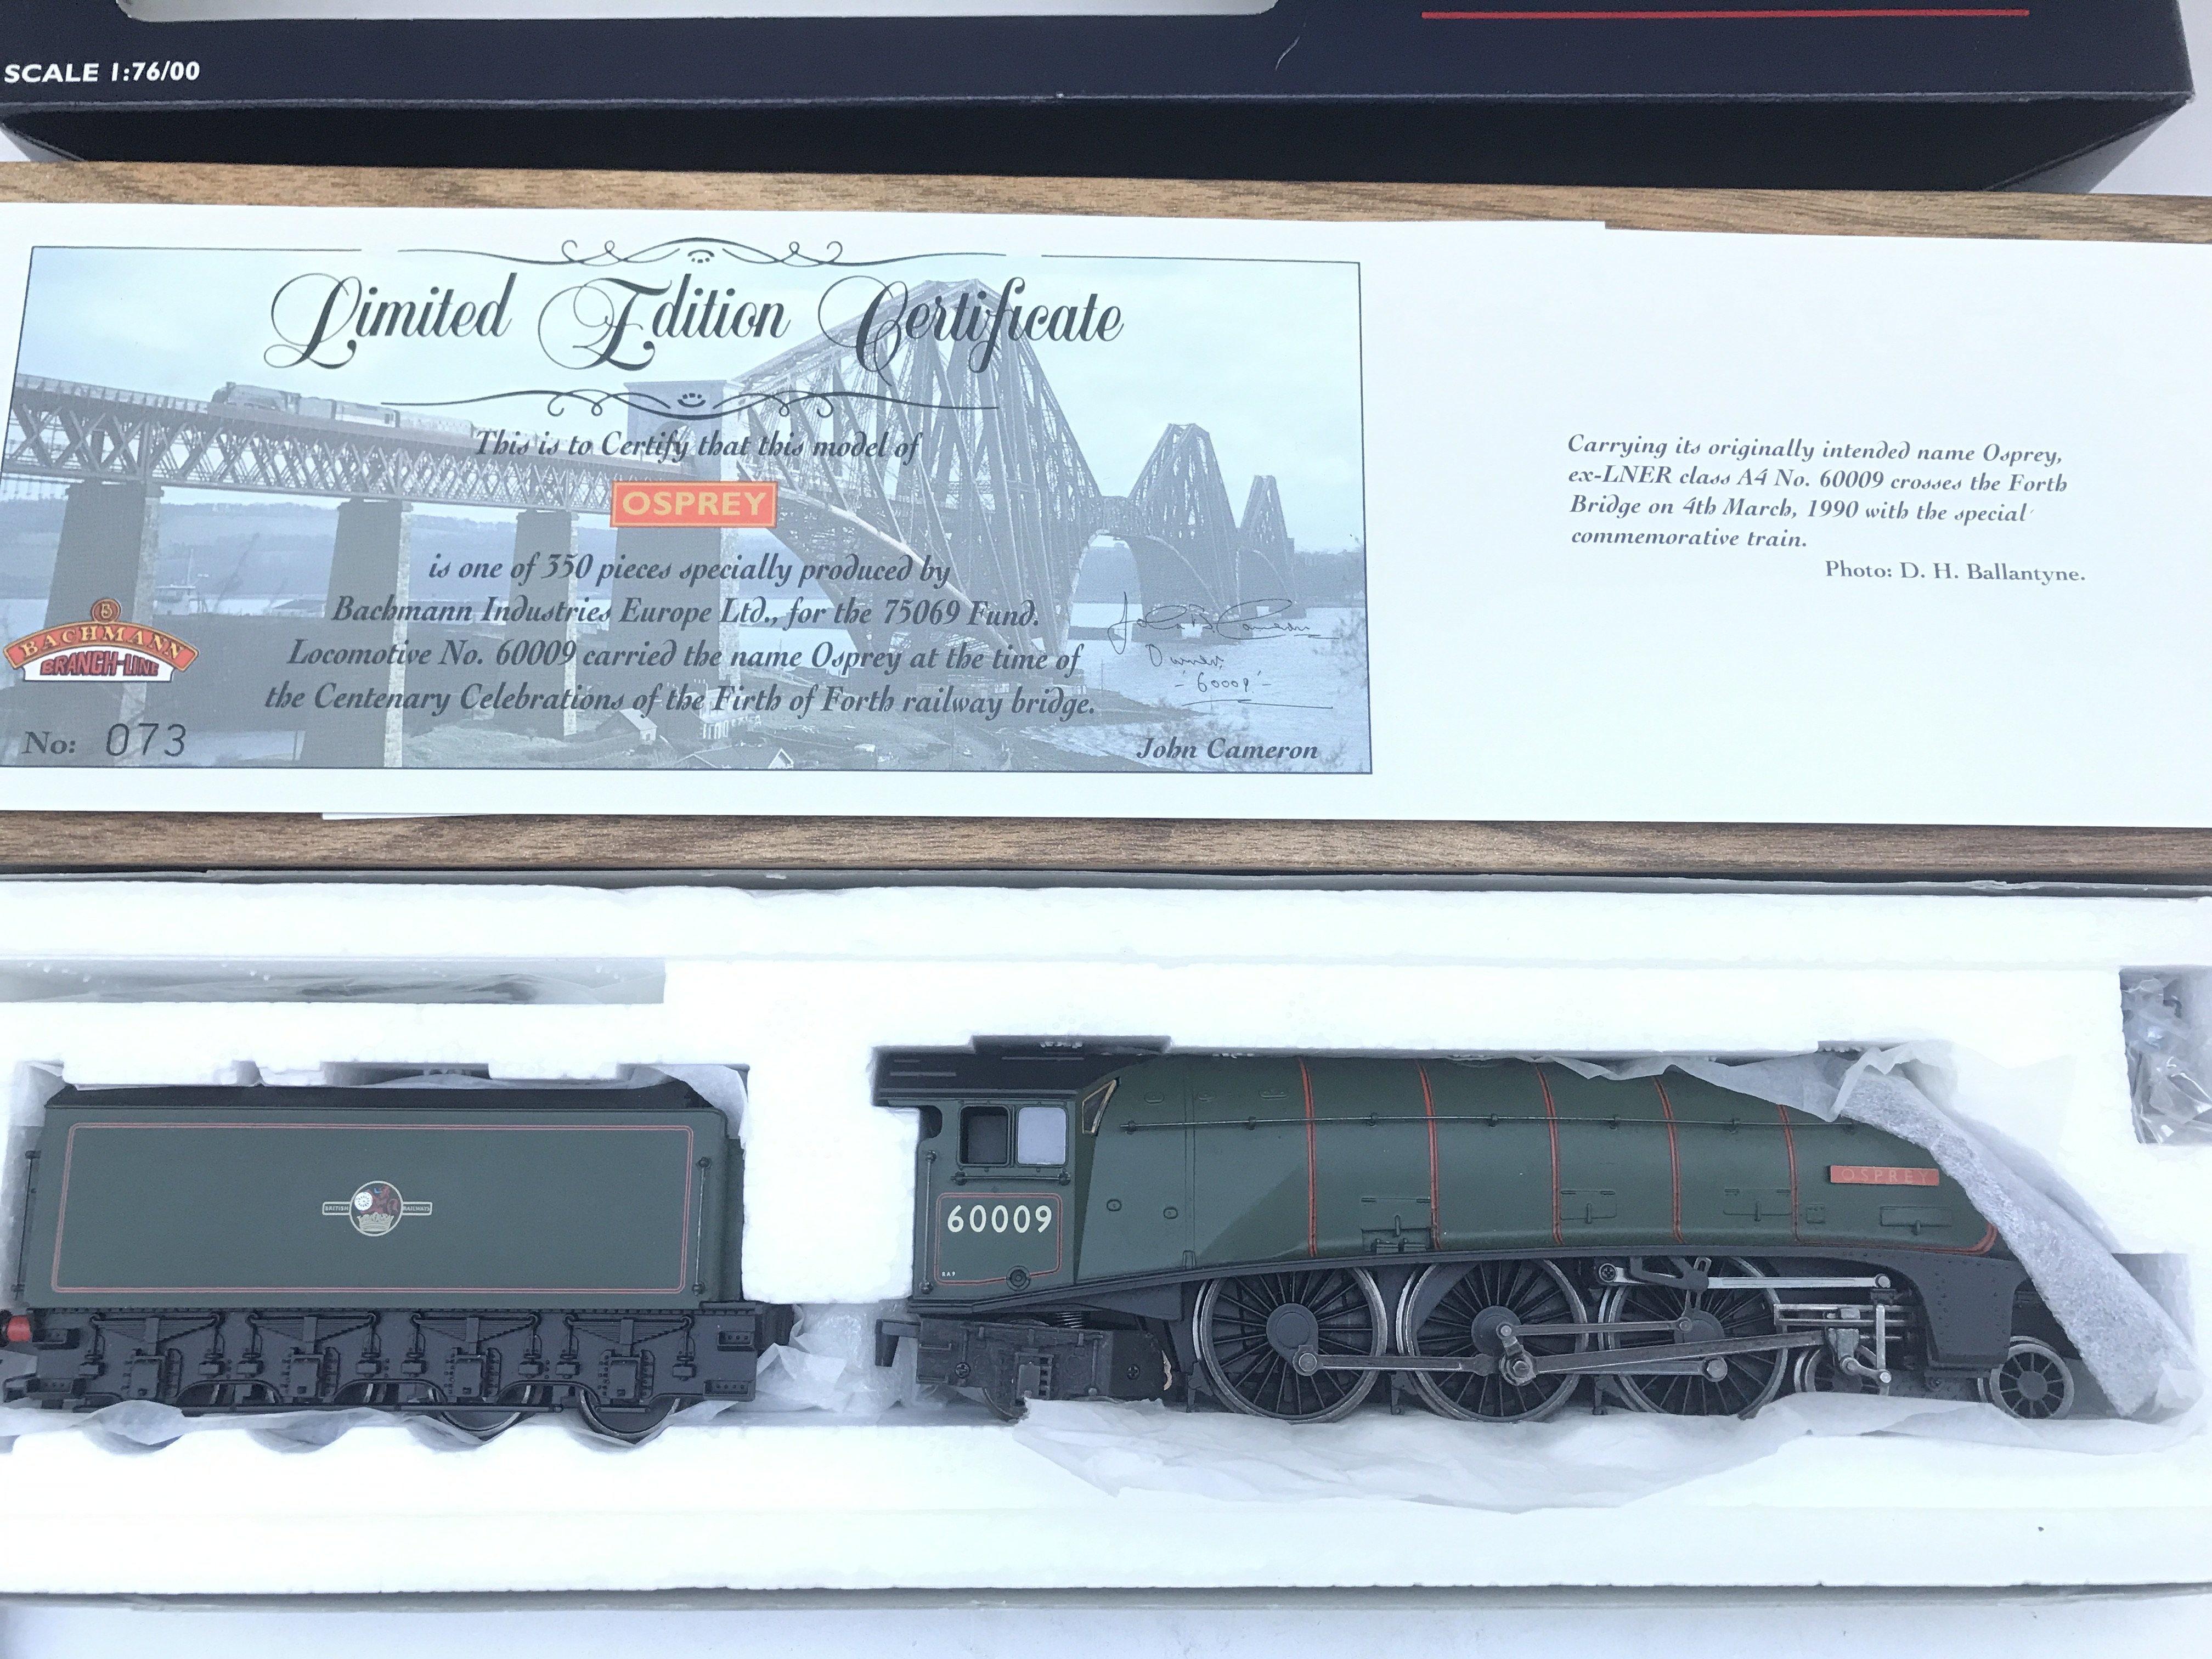 SCALE 1:76/00
Limited Edition Certificate
This is to Certify that this model of
OSPREY
is one of 350 pieces specially produced by
Bachmann Industries Europe Ltd., for the 75069 Fund.
Locomotive No. 60009 carried the name Osprey at the time of
the Centenary Celebrations of the Firth of Forth railway bridge.
BACHMANN
BRANCH-LINE
No: 073
Owner
- '60009' -
John Cameron
Carrying its originally intended name Osprey,
ex-LNER class A4 No. 60009 crosses the Forth
Bridge on 4th March, 1990 with the special
commemorative train.
Photo: D. H. Ballantyne.
BRITISH RAILWAYS
60009
OSPREY